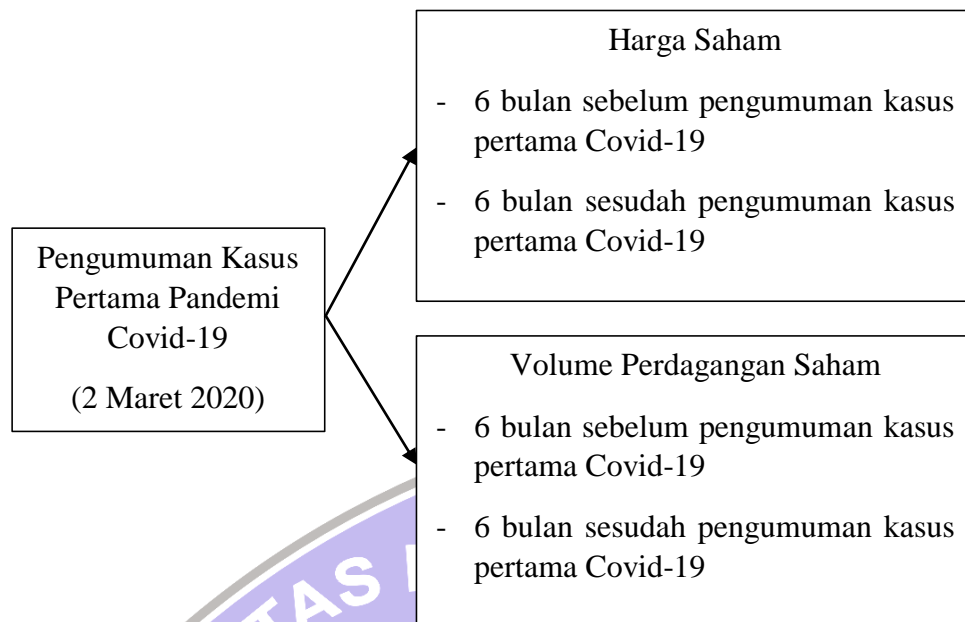 Pengumuman Kasus
Pertama Pandemi
Covid-19
(2 Maret 2020)
Harga Saham
- 6 bulan sebelum pengumuman kasus
pertama Covid-19
- 6 bulan sesudah pengumuman kasus
pertama Covid-19
Volume Perdagangan Saham
- 6 bulan sebelum pengumuman kasus
pertama Covid-19
- 6 bulan sesudah pengumuman kasus
pertama Covid-19